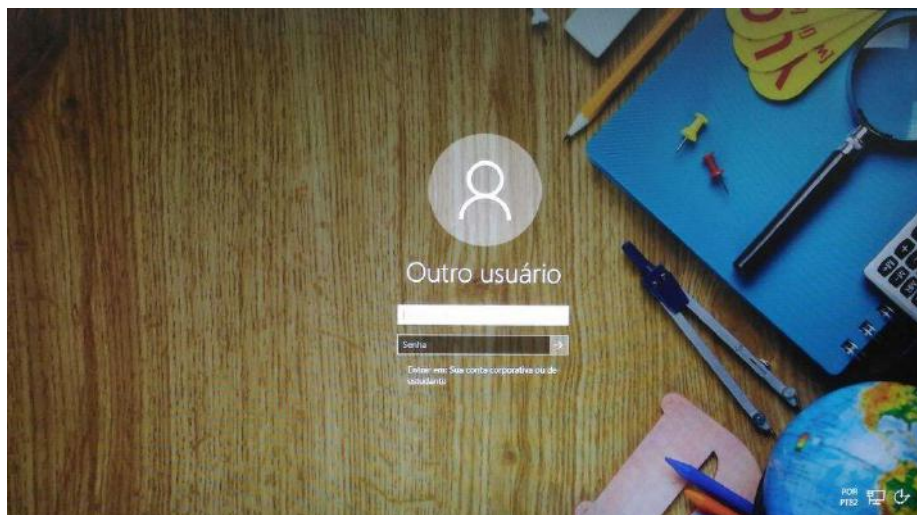 Outro usuário
Senha
Entrar em: Sua conta corporativa ou de
estudante
POR
PTB2